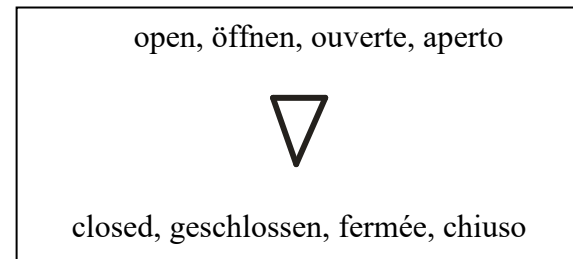 open, öffnen, ouverte, aperto
closed, geschlossen, fermée, chiuso